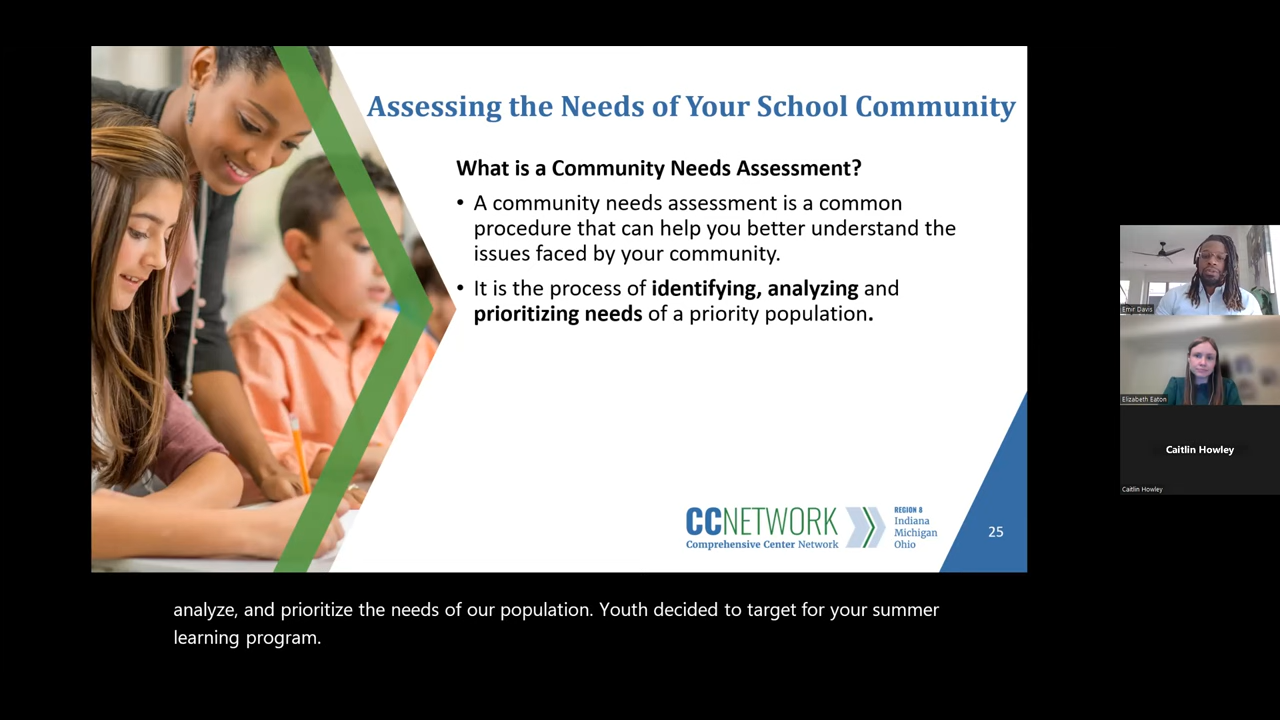 Assessing the Needs of Your School Community
What is a Community Needs Assessment?
• A community needs assessment is a common
procedure that can help you better understand the
issues faced by your community.
• It is the process of identifying, analyzing and
prioritizing needs of a priority population.
CCNETWORK
Comprehensive Center Network
REGION 8
Indiana
Michigan
Ohio
25
Emir Davis
Elizabeth Eaton
Caitlin Howley
Caitlin Howley
analyze, and prioritize the needs of our population. Youth decided to target for your summer
learning program.